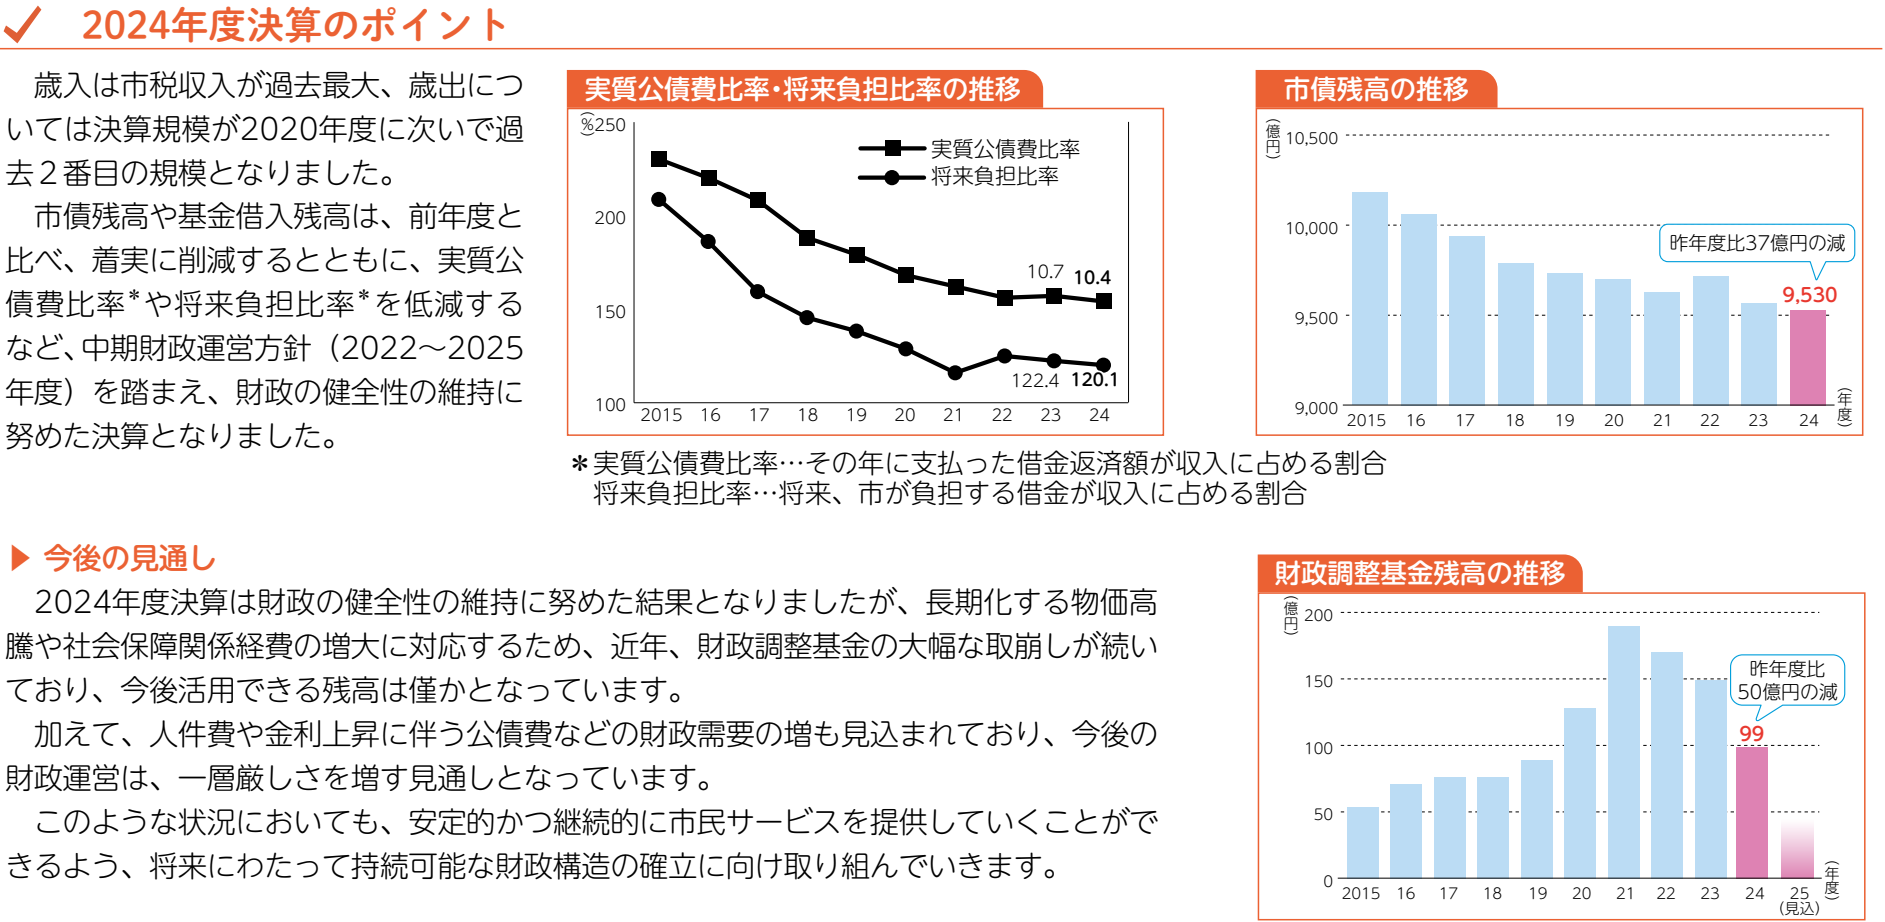 2024年度決算のポイント
　歳入は市税収入が過去最大、歳出につ
いては決算規模が2020年度に次いで過
去２番目の規模となりました。
　市債残高や基金借入残高は、前年度と
比べ、着実に削減するとともに、実質公
債費比率＊や将来負担比率＊を低減する
など、中期財政運営方針（2022～2025
年度）を踏まえ、財政の健全性の維持に
努めた決算となりました。
実質公債費比率・将来負担比率の推移
(%)
250
200
150
100
実質公債費比率
将来負担比率
10.7
10.4
122.4
120.1
2015 16 17 18 19 20 21 22 23 24
市債残高の推移
（億円）
10,500
10,000
9,500
9,000
昨年度比37億円の減
9,530
2015 16 17 18 19 20 21 22 23 24
（年度）
＊実質公債費比率…その年に支払った借金返済額が収入に占める割合
将来負担比率…将来、市が負担する借金が収入に占める割合
▶ 今後の見通し
　2024年度決算は財政の健全性の維持に努めた結果となりましたが、長期化する物価高
騰や社会保障関係経費の増大に対応するため、近年、財政調整基金の大幅な取崩しが続い
ており、今後活用できる残高は僅かとなっています。
　加えて、人件費や金利上昇に伴う公債費などの財政需要の増も見込まれており、今後の
財政運営は、一層厳しさを増す見通しとなっています。
　このような状況においても、安定的かつ継続的に市民サービスを提供していくことがで
きるよう、将来にわたって持続可能な財政構造の確立に向け取り組んでいきます。
財政調整基金残高の推移
（億円）
200
150
100
50
0
昨年度比
50億円の減
99
2015 16 17 18 19 20 21 22 23 24 25
(見込)
（年度）